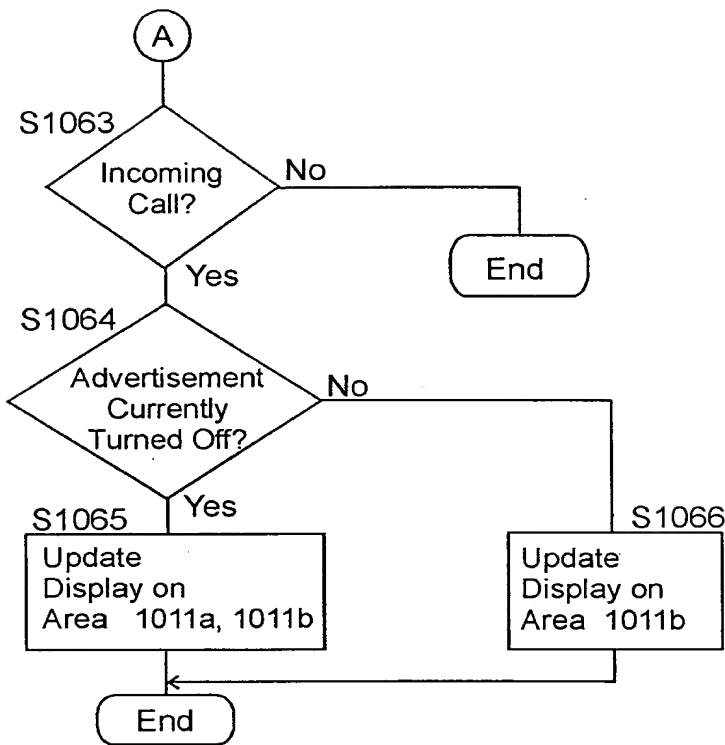 A
S1063
Incoming
Call?
No
End
Yes
S1064
Advertisement
Currently
Turned Off?
No
Yes
S1065
Update
Display on
Area 1011a, 1011b
S1066
Update
Display on
Area 1011b
End